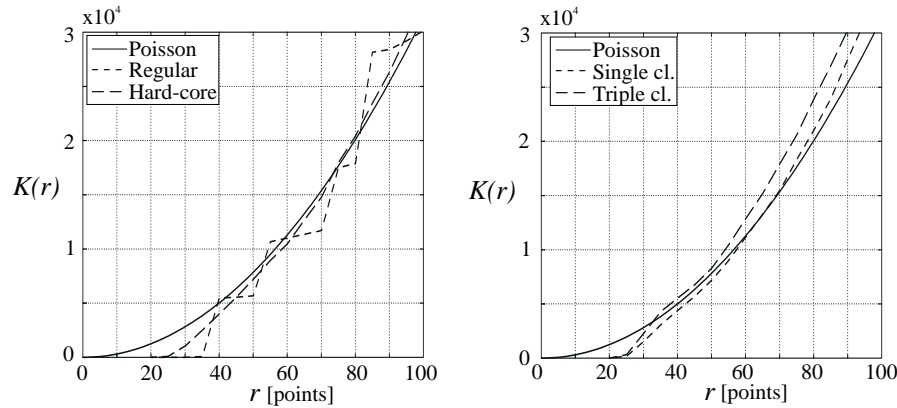 x10⁴
3
2
1
0
K(r)
Poisson
Regular
Hard-core
0 20 40 60 80 100
r [points]
x10⁴
3
2
1
0
K(r)
Poisson
Single cl.
Triple cl.
0 20 40 60 80 100
r [points]